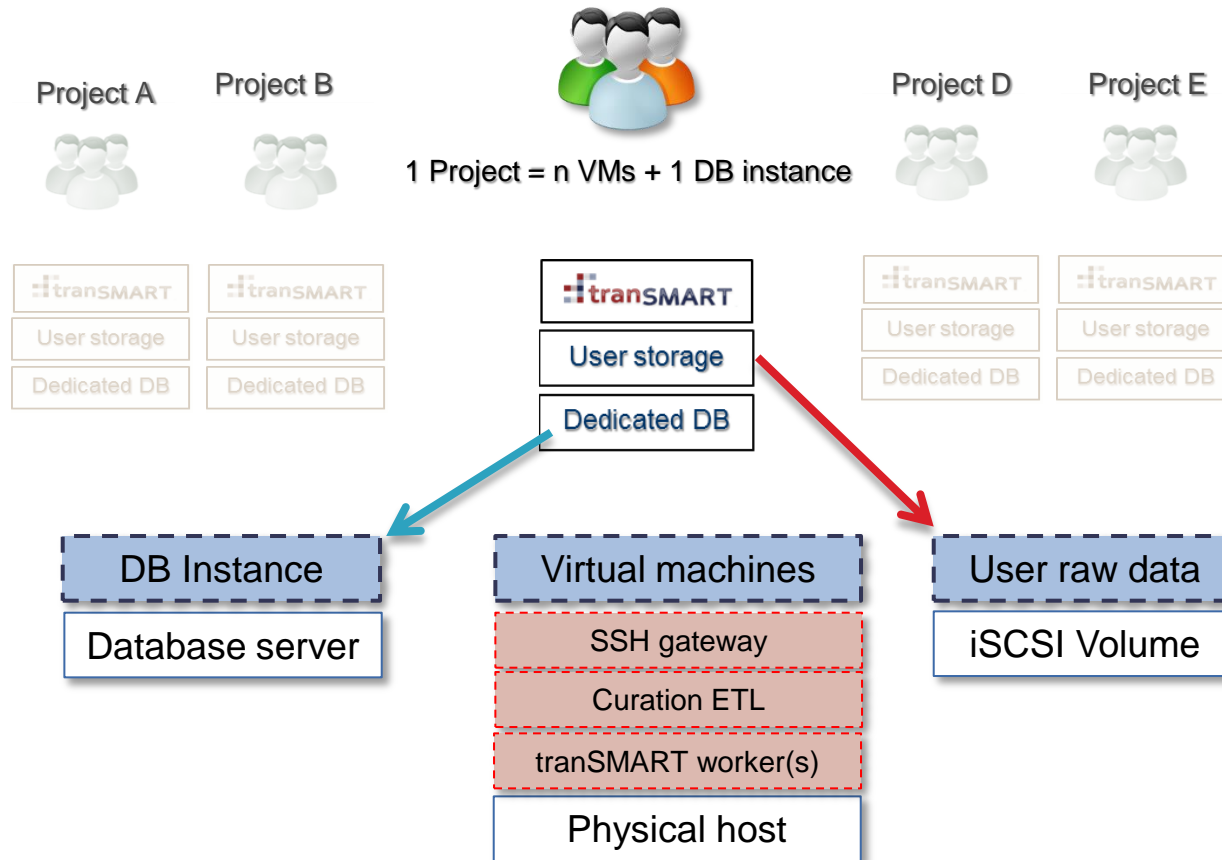 Project A
Project B
Project D
Project E
1 Project = n VMs + 1 DB instance
tranSMART
User storage
Dedicated DB
tranSMART
User storage
Dedicated DB
tranSMART
User storage
Dedicated DB
tranSMART
User storage
Dedicated DB
tranSMART
User storage
Dedicated DB
DB Instance
Database server
Virtual machines
SSH gateway
Curation ETL
tranSMART worker(s)
Physical host
User raw data
iSCSI Volume